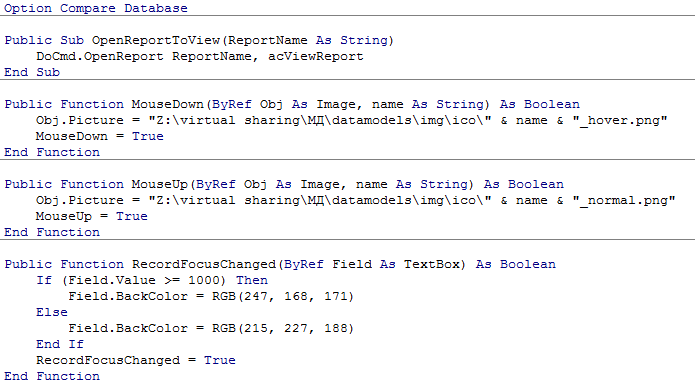 Option Compare Database
Public Sub OpenReportToView(ReportName As String)
    DoCmd.OpenReport ReportName, acViewReport
End Sub
Public Function MouseDown(ByRef Obj As Image, name As String) As Boolean
    Obj.Picture = "Z:\virtual sharing\МД\datamodels\img\ico\" & name & "_hover.png"
    MouseDown = True
End Function
Public Function MouseUp(ByRef Obj As Image, name As String) As Boolean
    Obj.Picture = "Z:\virtual sharing\МД\datamodels\img\ico\" & name & "_normal.png"
    MouseUp = True
End Function
Public Function RecordFocusChanged(ByRef Field As TextBox) As Boolean
    If (Field.Value >= 1000) Then
        Field.BackColor = RGB(247, 168, 171)
    Else
        Field.BackColor = RGB(215, 227, 188)
    End If
    RecordFocusChanged = True
End Function